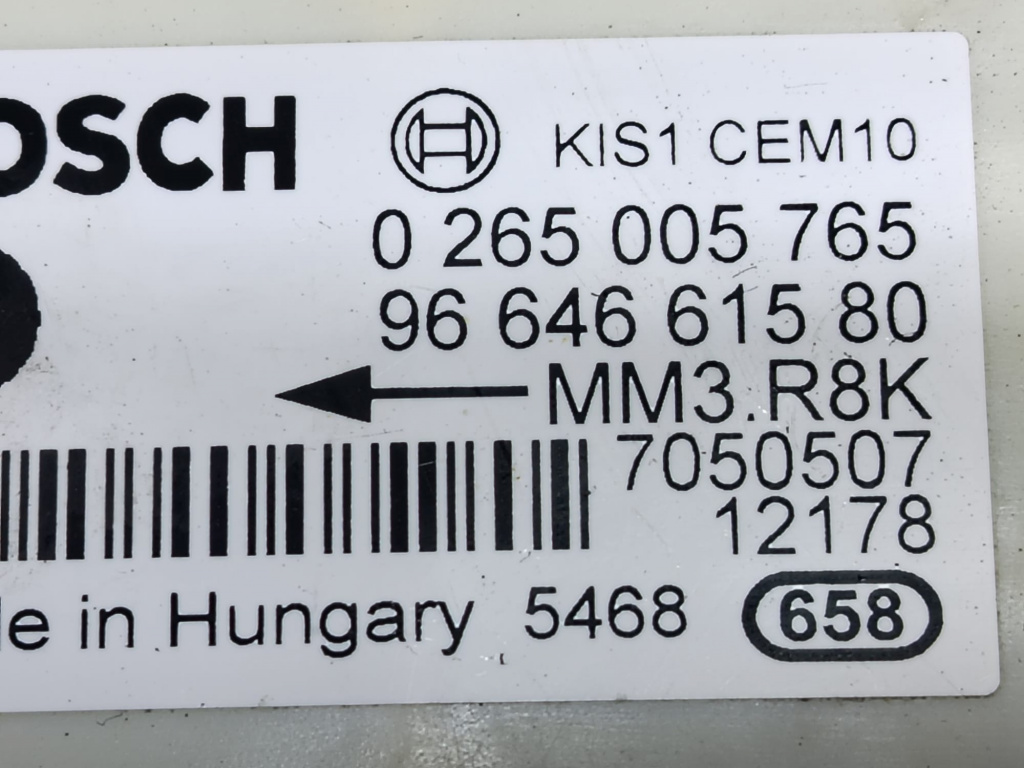 OSCH
KIS1 CEM10
0 265 005 765
96 646 615 80
MM3.R8K
7050507
12178
in Hungary 5468 658